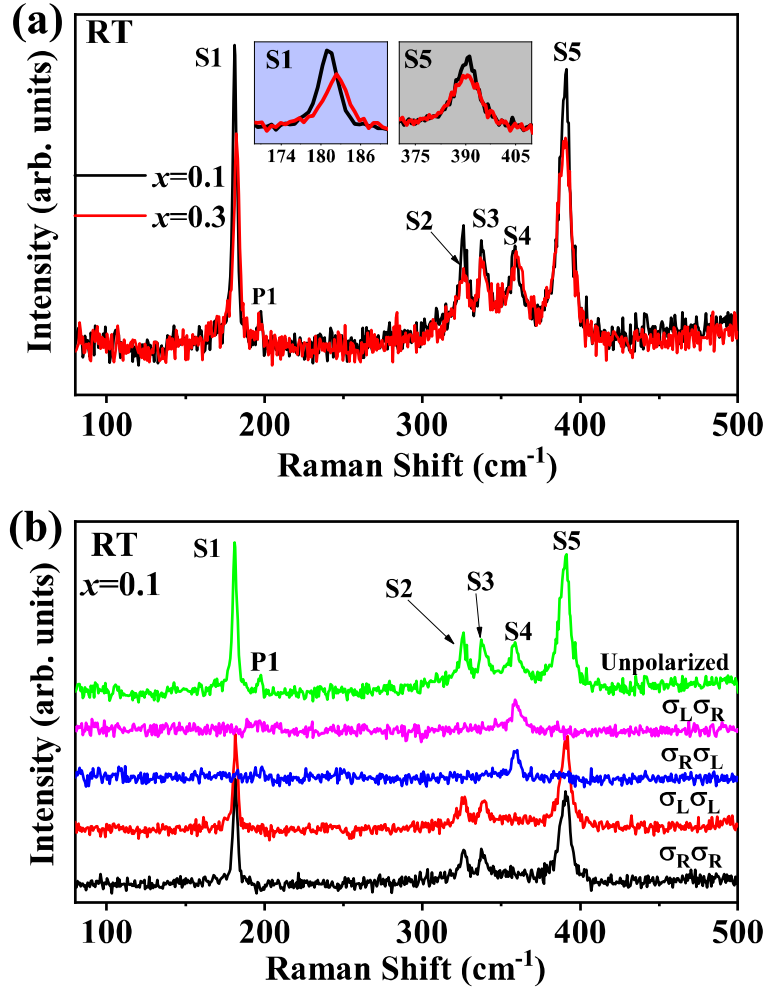 (a)
RT
S1
S1
S5
S5
174 180 186
375 390 405
x=0.1
x=0.3
P1
S2
S3
S4
Intensity (arb. units)
100 200 300 400 500
Raman Shift (cm-1)
(b)
RT
x=0.1
S1
P1
S2
S3
S4
S5
Unpolarized
σLσR
σRσL
σLσL
σRσR
Intensity (arb. units)
100 200 300 400 500
Raman Shift (cm-1)